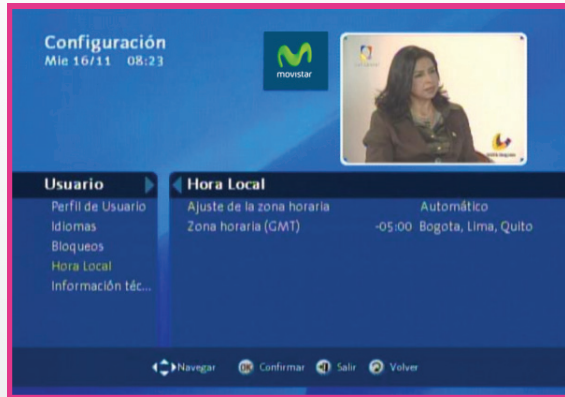 Configuración
Mie 16/11 08:23
movistar
Usuario
Hora Local
Perfil de Usuario
Idiomas
Bloqueos
Hora Local
Información téc...
Ajuste de la zona horaria Automático
Zona horaria (GMT) -05:00 Bogota, Lima, Quito
Navegar OK Confirmar Salir Volver